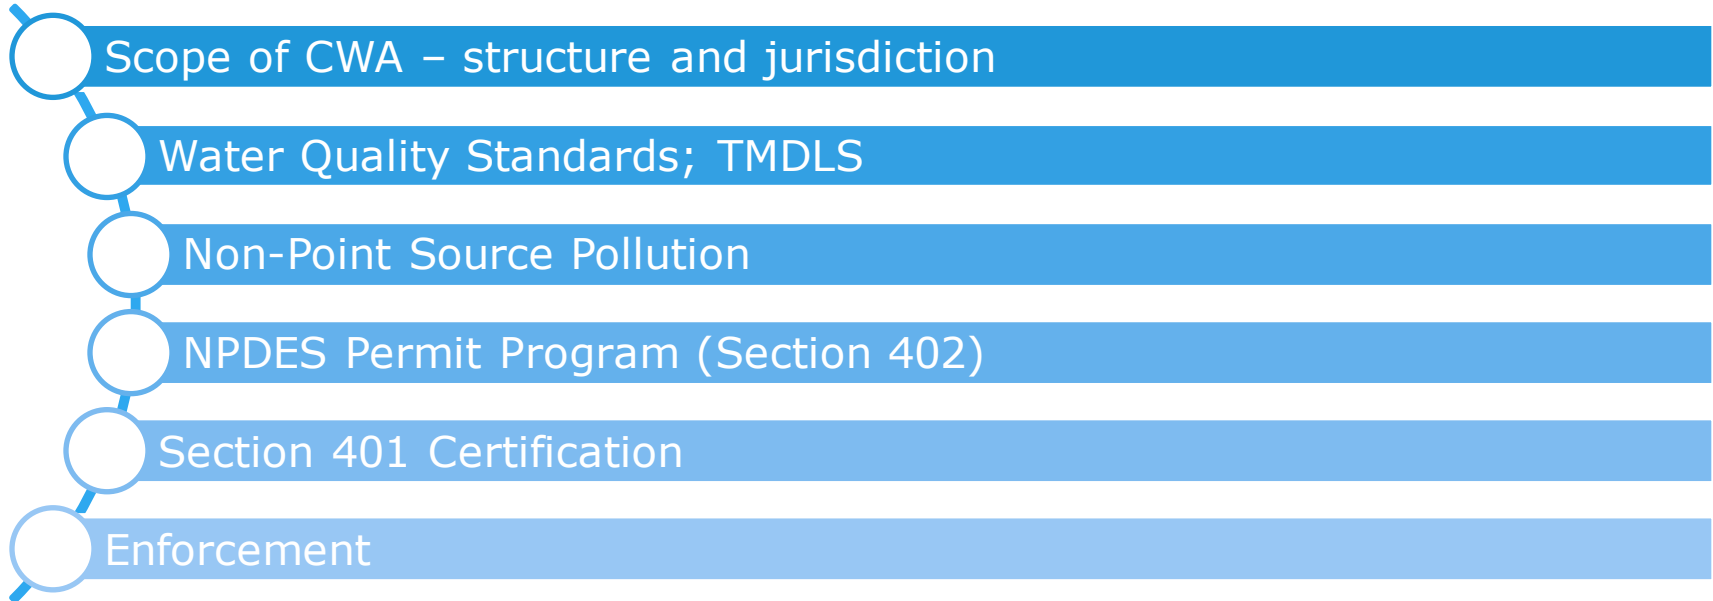 Scope of CWA – structure and jurisdiction
Water Quality Standards; TMDLS
Non-Point Source Pollution
NPDES Permit Program (Section 402)
Section 401 Certification
Enforcement